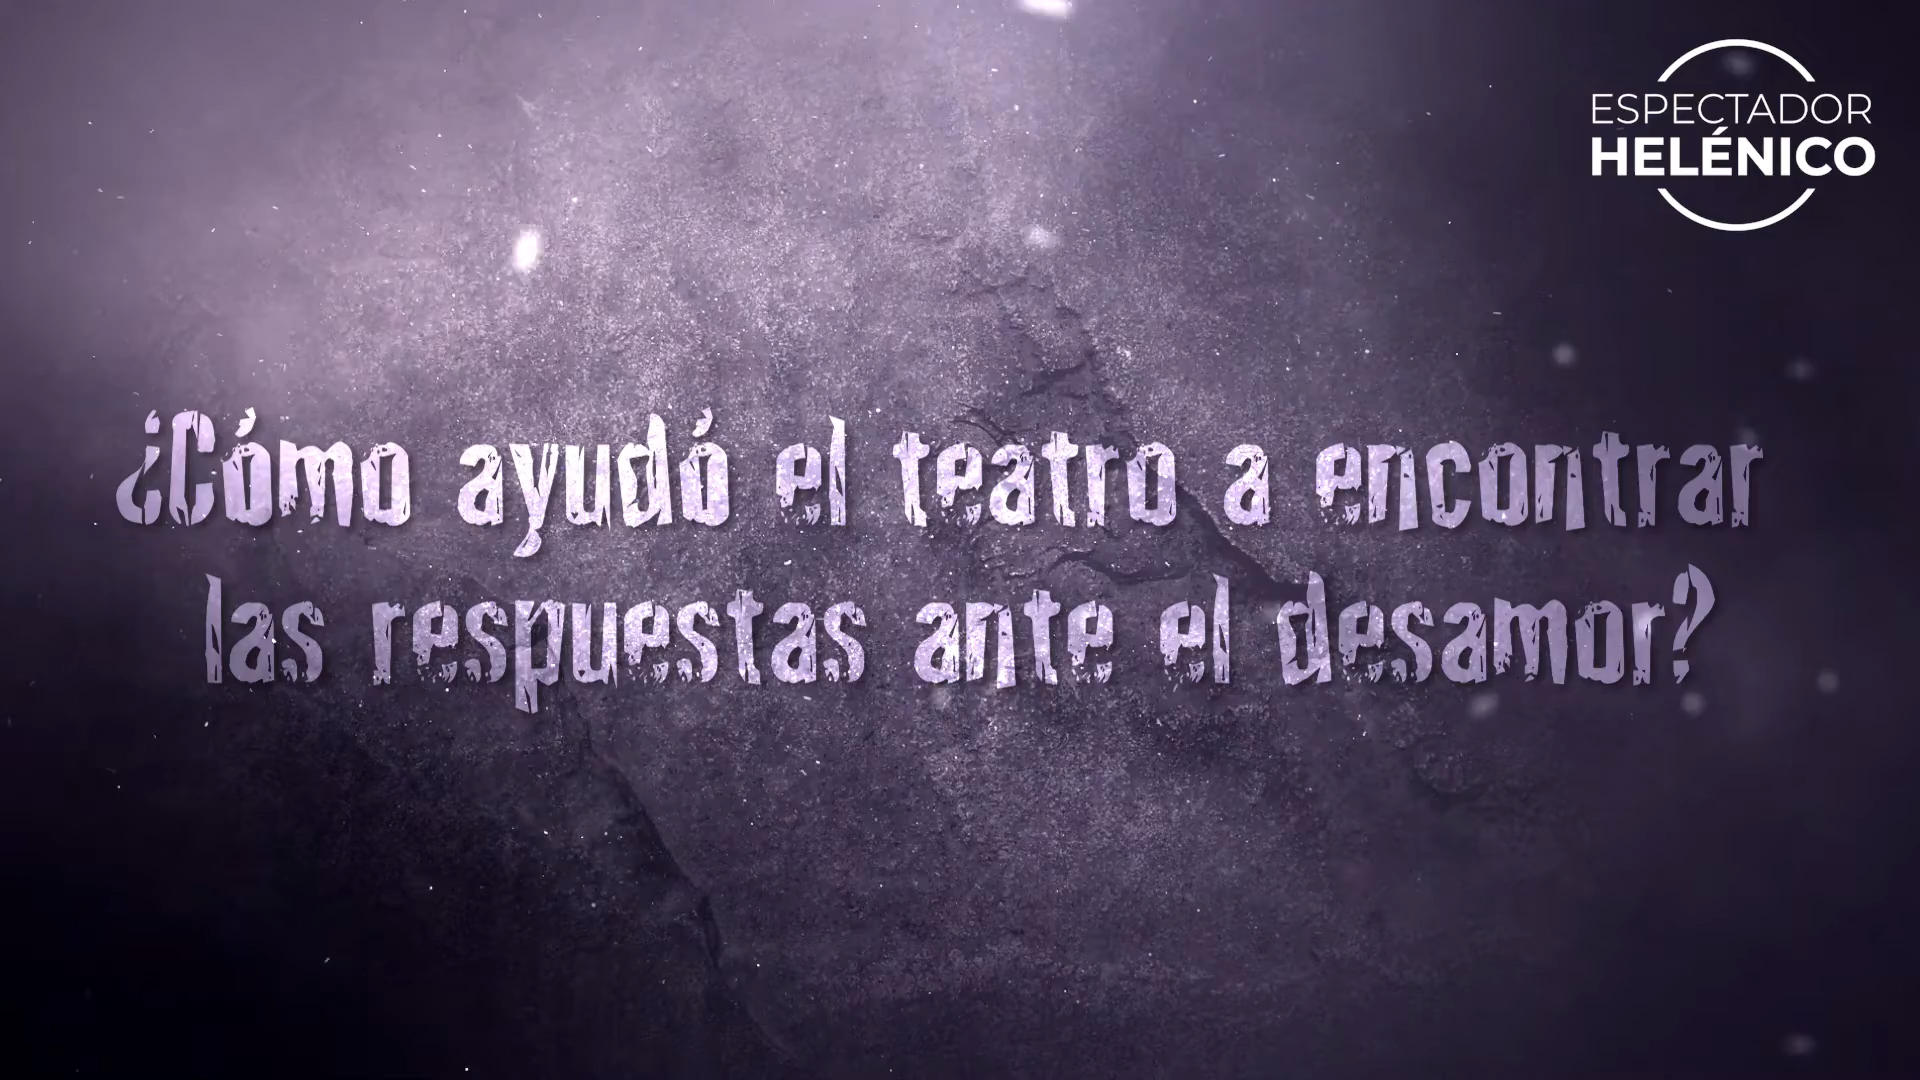 ESPECTADOR
HELÉNICO
¿Cómo ayudó el teatro a encontrar
las respuestas ante el desamor?